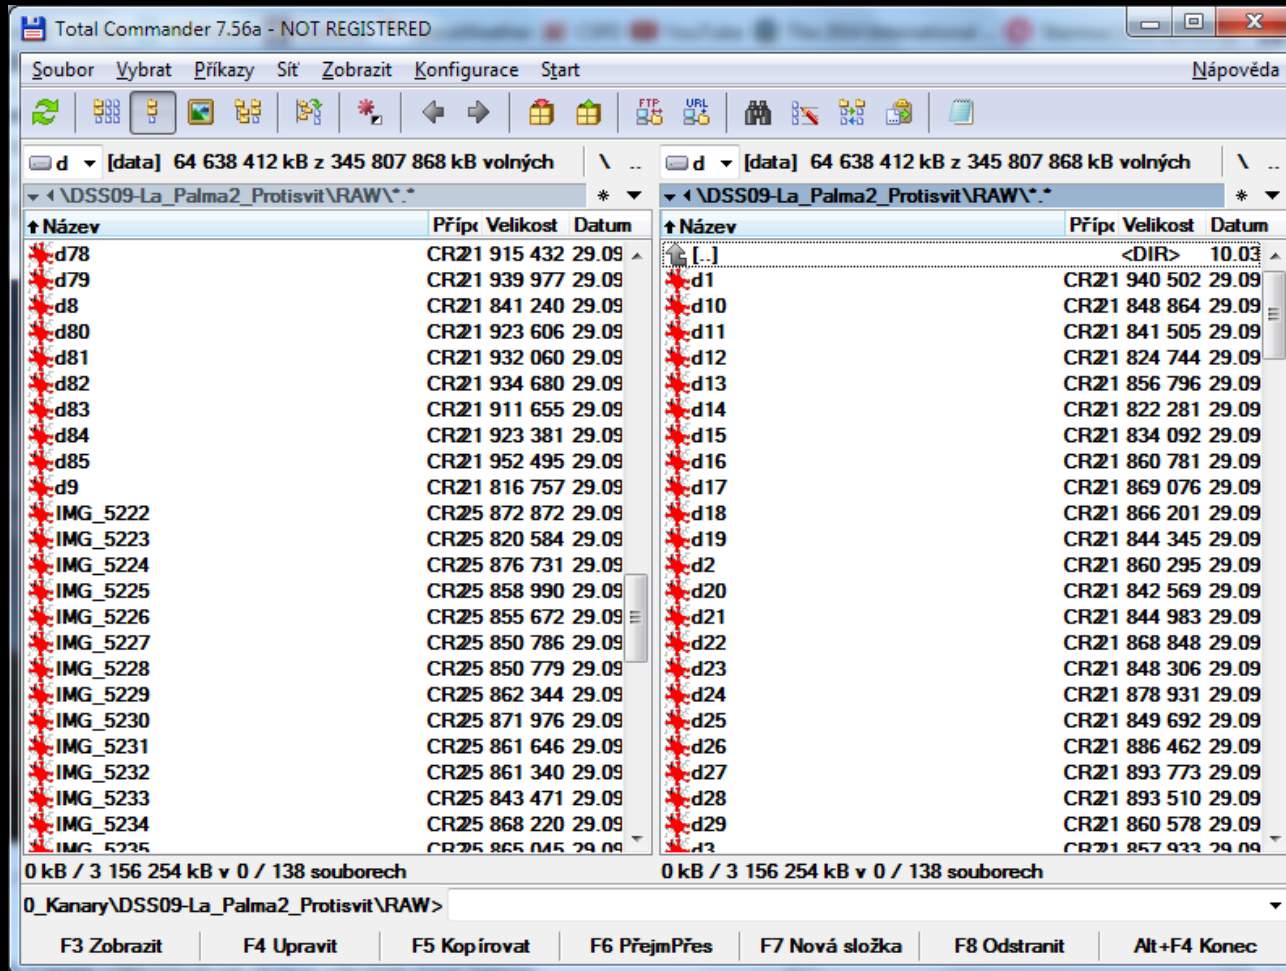 Total Commander 7.56a - NOT REGISTERED
Soubor Vybrat Příkazy Síť Zobrazit Konfigurace Start Nápověda
FTP URL
d [data] 64 638 412 kB z 345 807 868 kB volných \ ..
\DSS09-La_Palma2_Protisvit\RAW\*.* *
Název Přípo Velikost Datum
d78 CR2 21 915 432 29.09
d79 CR2 21 939 977 29.09
d8 CR2 21 841 240 29.09
d80 CR2 21 923 606 29.09
d81 CR2 21 932 060 29.09
d82 CR2 21 934 680 29.09
d83 CR2 21 911 655 29.09
d84 CR2 21 923 381 29.09
d85 CR2 21 952 495 29.09
d9 CR2 21 816 757 29.09
IMG_5222 CR2 25 872 872 29.09
IMG_5223 CR2 25 820 584 29.09
IMG_5224 CR2 25 876 731 29.09
IMG_5225 CR2 25 858 990 29.09
IMG_5226 CR2 25 855 672 29.09
IMG_5227 CR2 25 850 786 29.09
IMG_5228 CR2 25 850 779 29.09
IMG_5229 CR2 25 862 344 29.09
IMG_5230 CR2 25 871 976 29.09
IMG_5231 CR2 25 861 646 29.09
IMG_5232 CR2 25 861 340 29.09
IMG_5233 CR2 25 843 471 29.09
IMG_5234 CR2 25 868 220 29.09
IMG_5235 CR2 25 865 045 29.09
0 kB / 3 156 254 kB v 0 / 138 souborech
d [data] 64 638 412 kB z 345 807 868 kB volných \ ..
\DSS09-La_Palma2_Protisvit\RAW\*.* *
Název Přípo Velikost Datum
[..] <DIR> 10.03
d1 CR2 21 940 502 29.09
d10 CR2 21 848 864 29.09
d11 CR2 21 841 505 29.09
d12 CR2 21 824 744 29.09
d13 CR2 21 856 796 29.09
d14 CR2 21 822 281 29.09
d15 CR2 21 834 092 29.09
d16 CR2 21 860 781 29.09
d17 CR2 21 869 076 29.09
d18 CR2 21 866 201 29.09
d19 CR2 21 844 345 29.09
d2 CR2 21 860 295 29.09
d20 CR2 21 842 569 29.09
d21 CR2 21 844 983 29.09
d22 CR2 21 868 848 29.09
d23 CR2 21 848 306 29.09
d24 CR2 21 878 931 29.09
d25 CR2 21 849 692 29.09
d26 CR2 21 886 462 29.09
d27 CR2 21 893 773 29.09
d28 CR2 21 893 510 29.09
d29 CR2 21 860 578 29.09
d3 CR2 21 857 933 29.09
0 kB / 3 156 254 kB v 0 / 138 souborech
0_Kanary\DSS09-La_Palma2_Protisvit\RAW>
F3 Zobrazit F4 Upravit F5 Kopírovat F6 PřejmPřes F7 Nová složka F8 Odstranit Alt+F4 Konec